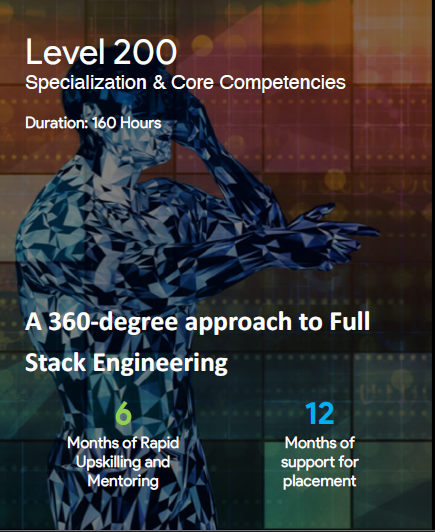 Level 200
Specialization & Core Competencies
Duration: 160 Hours
A 360-degree approach to Full
Stack Engineering
6
Months of Rapid
Upskilling and
Mentoring
12
Months of
support for
placement